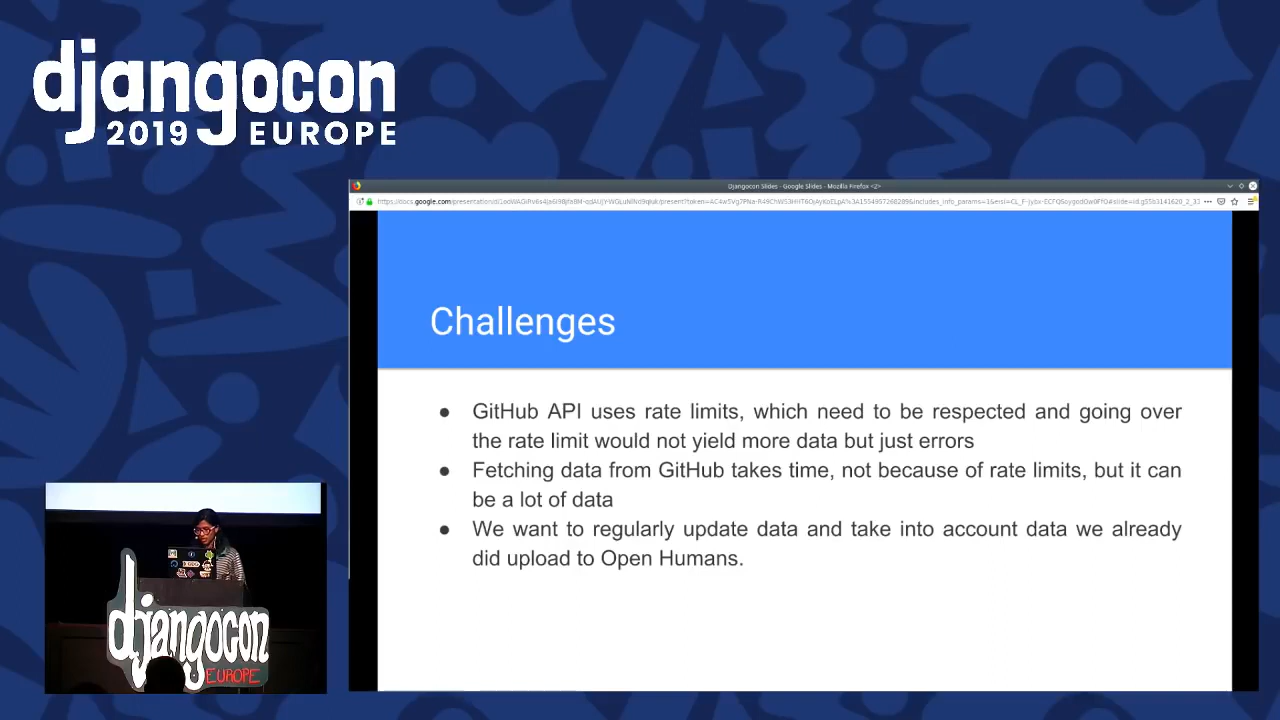 djangocon
2019 EUROPE
Djangocon Slides - Google Slides - Mozilla Firefox <2>
Challenges
● GitHub API uses rate limits, which need to be respected and going over
the rate limit would not yield more data but just errors
● Fetching data from GitHub takes time, not because of rate limits, but it can
be a lot of data
● We want to regularly update data and take into account data we already
did upload to Open Humans.
djangocon
EUROPE